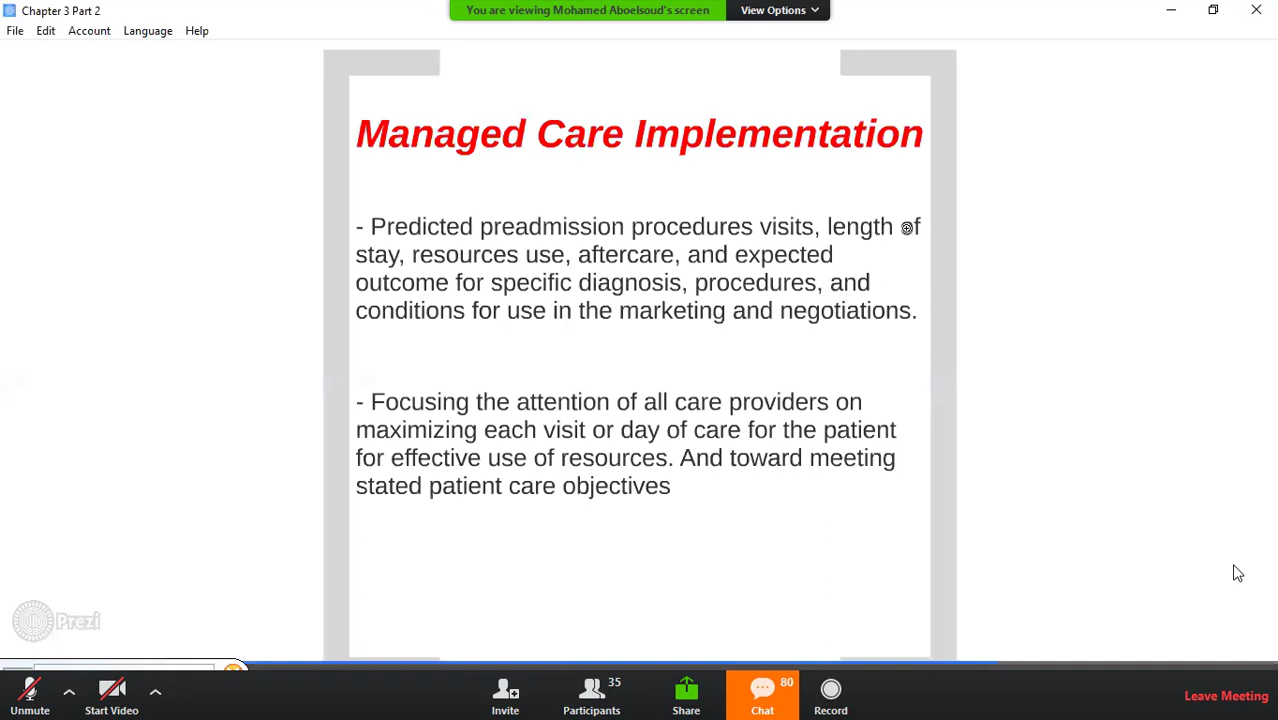 Chapter 3 Part 2
You are viewing Mohamed Aboelsoud's screen
View Options
File Edit Account Language Help
Managed Care Implementation
- Predicted preadmission procedures visits, length of
stay, resources use, aftercare, and expected
outcome for specific diagnosis, procedures, and
conditions for use in the marketing and negotiations.
- Focusing the attention of all care providers on
maximizing each visit or day of care for the patient
for effective use of resources. And toward meeting
stated patient care objectives
Prezi
35
80
Unmute
Start Video
Invite
Participants
Share
Chat
Record
Leave Meeting